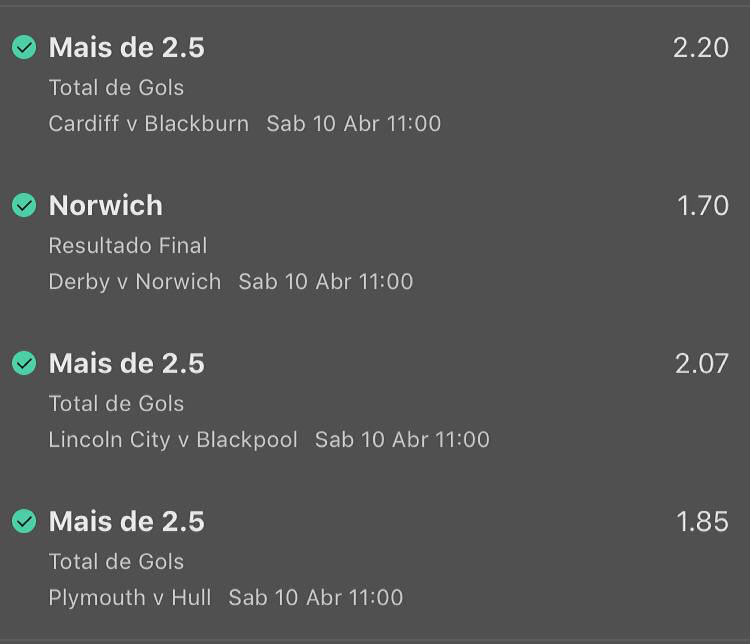 Mais de 2.5 2.20
Total de Gols
Cardiff v Blackburn Sab 10 Abr 11:00
Norwich 1.70
Resultado Final
Derby v Norwich Sab 10 Abr 11:00
Mais de 2.5 2.07
Total de Gols
Lincoln City v Blackpool Sab 10 Abr 11:00
Mais de 2.5 1.85
Total de Gols
Plymouth v Hull Sab 10 Abr 11:00